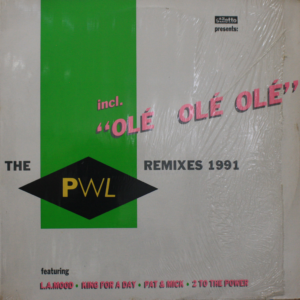 presents:
incl.
"OLÉ OLÉ OLÉ"
THE PWL REMIXES 1991
featuring
L.A.MOOD • KING FOR A DAY • PAT & MICK • 2 TO THE POWER